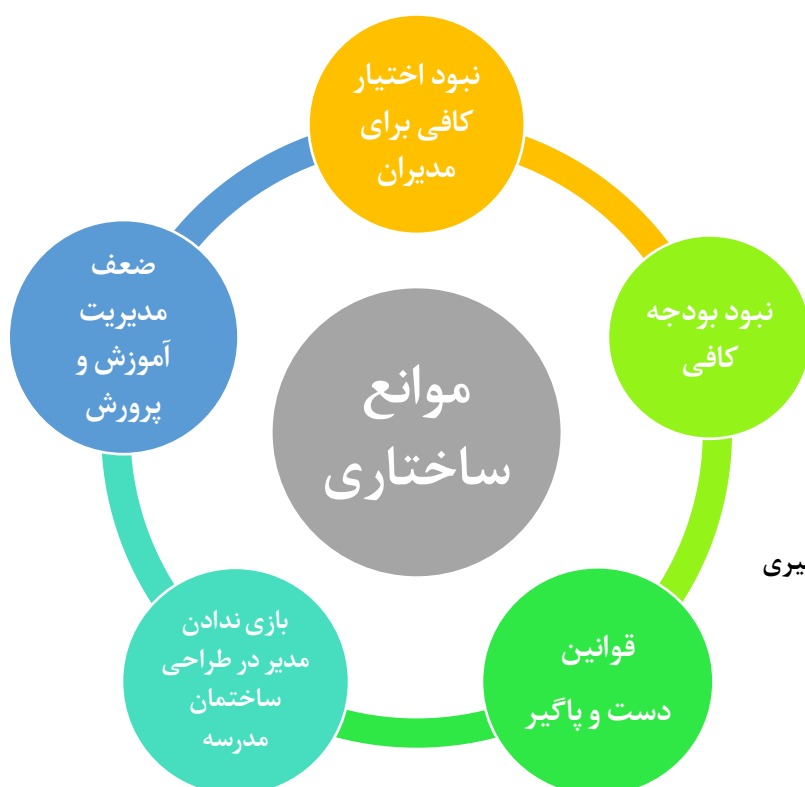 نبود اختیار
کافی برای
مدیران
نبود بودجه
کافی
قوانین
دست و پاگیر
بازی ندادن
مدیر در طراحی
ساختمان
مدرسه
ضعف
مدیریت
آموزش و
پرورش
موانع
ساختاری